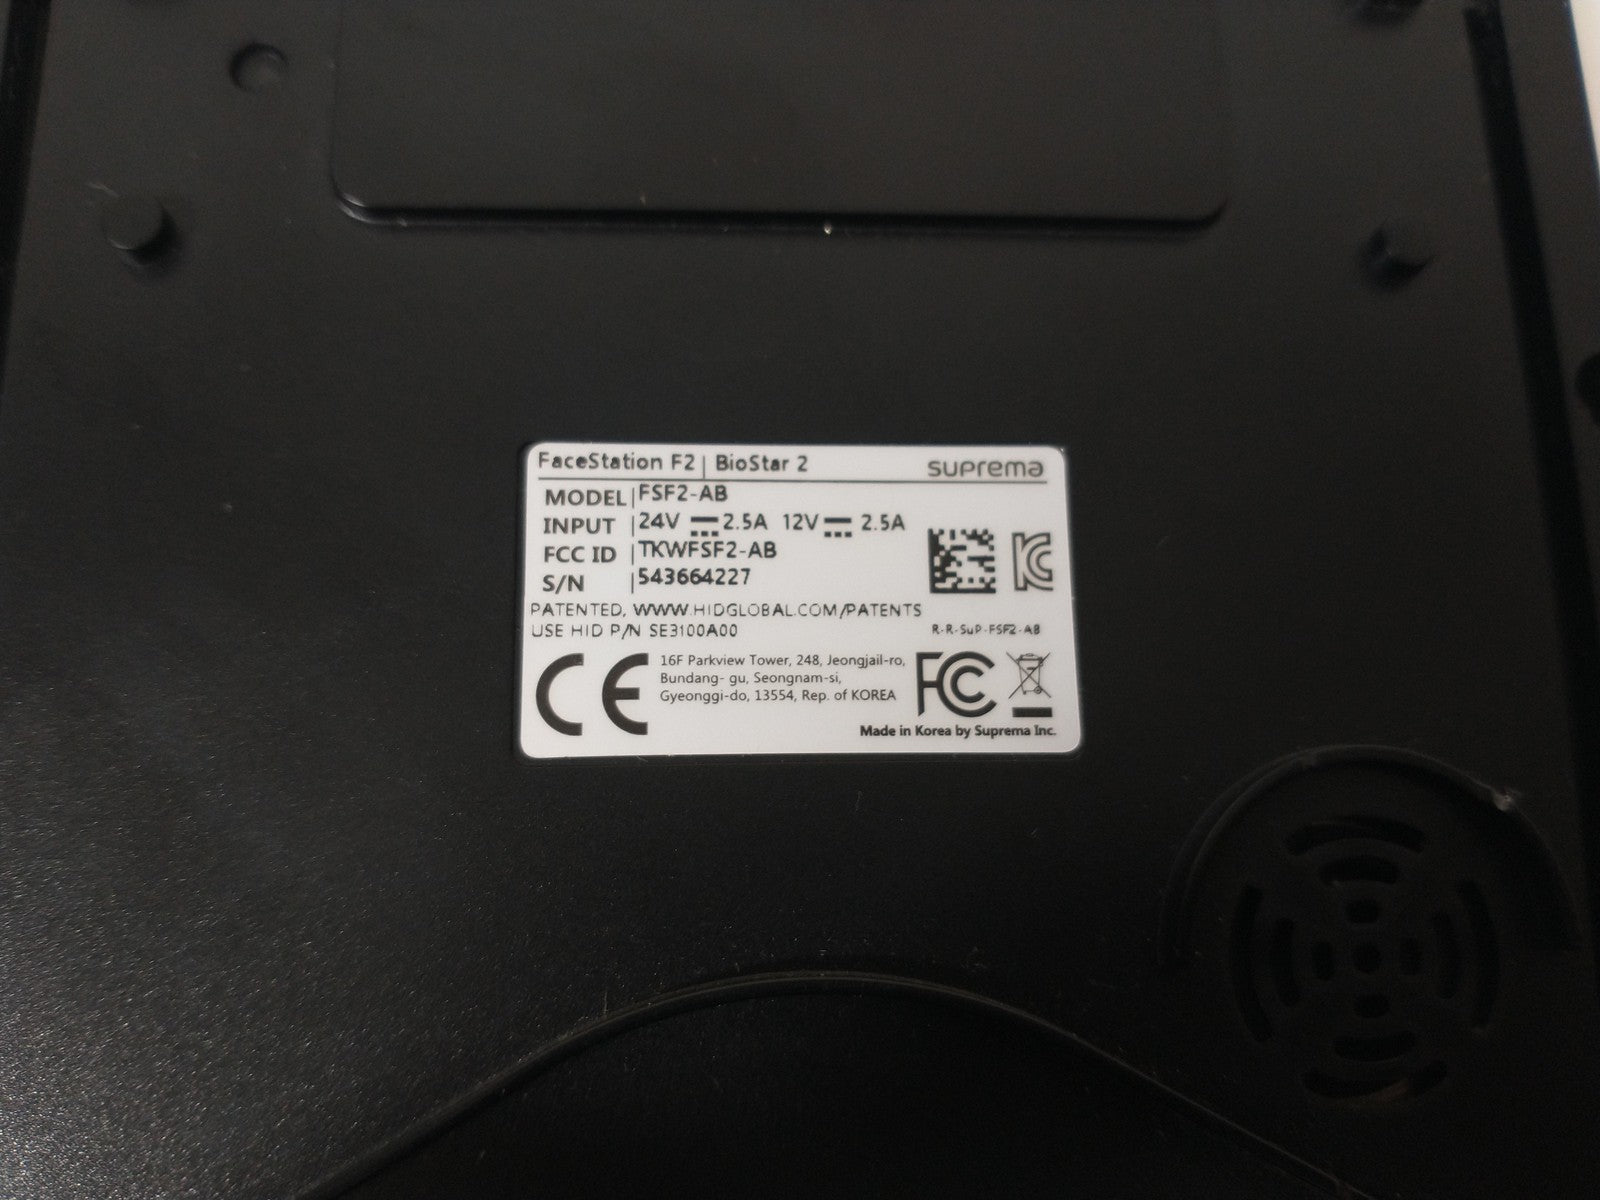 FaceStation F2 | BioStar 2 suprema
MODEL | FSF2-AB
INPUT | 24V ⎓ 2.5A 12V ⎓ 2.5A
FCC ID | TKWFSF2-AB
S/N | 543664227
PATENTED, WWW.HIDGLOBAL.COM/PATENTS
USE HID P/N SE3100A00
R-R-SuP-FSF2-AB
CE
16F Parkview Tower, 248, Jeongjail-ro,
Bundang- gu, Seongnam-si,
Gyeonggi-do, 13554, Rep. of KOREA
FC
Made in Korea by Suprema Inc.